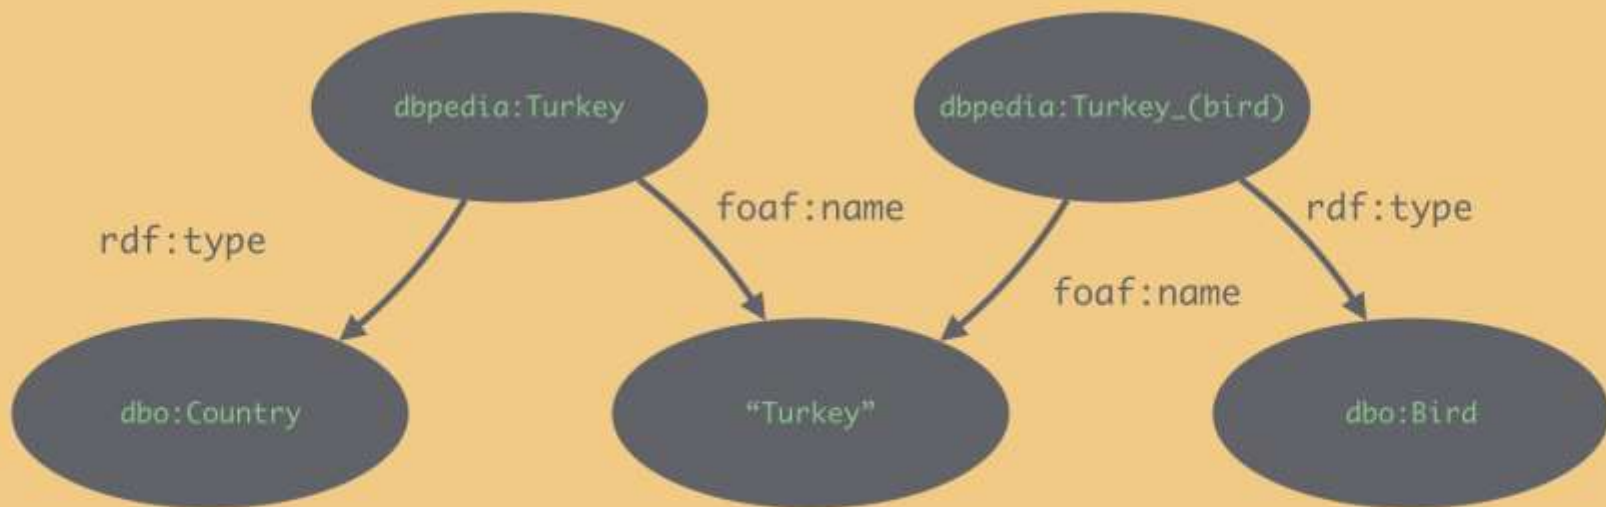 dbpedia:Turkey
dbpedia:Turkey_(bird)
rdf:type
foaf:name
foaf:name
rdf:type
dbo:Country
“Turkey”
dbo:Bird